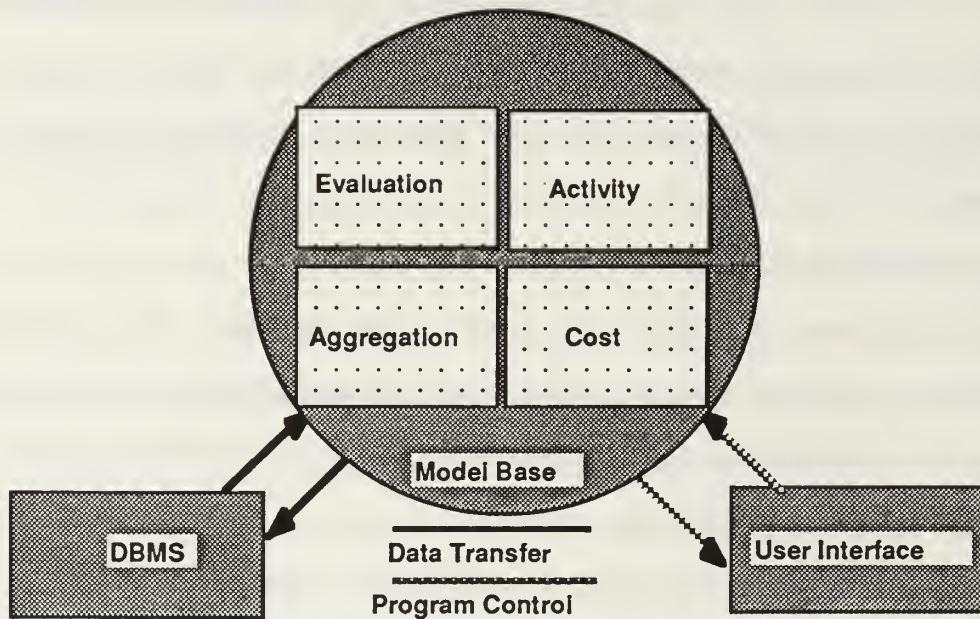 Evaluation
Activity
Aggregation
Cost
Model Base
DBMS
Data Transfer
User Interface
Program Control